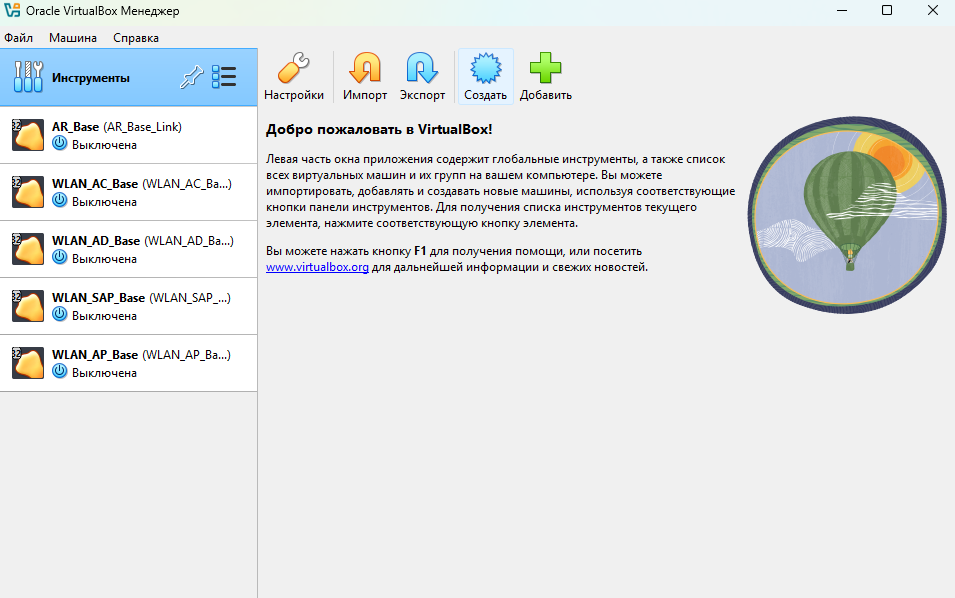 Oracle VirtualBox Менеджер
Файл Машина Справка
Инструменты
Настройки Импорт Экспорт Создать Добавить
AR_Base (AR_Base_Link)
Выключена
WLAN_AC_Base (WLAN_AC_Ba...)
Выключена
WLAN_AD_Base (WLAN_AD_Ba...)
Выключена
WLAN_SAP_Base (WLAN_SAP_...)
Выключена
WLAN_AP_Base (WLAN_AP_Ba...)
Выключена
Добро пожаловать в VirtualBox!
Левая часть окна приложения содержит глобальные инструменты, а также список
всех виртуальных машин и их групп на вашем компьютере. Вы можете
импортировать, добавлять и создавать новые машины, используя соответствующие
кнопки панели инструментов. Для получения списка инструментов текущего
элемента, нажмите соответствующую кнопку элемента.
Вы можете нажать кнопку F1 для получения помощи, или посетить
www.virtualbox.org для дальнейшей информации и свежих новостей.